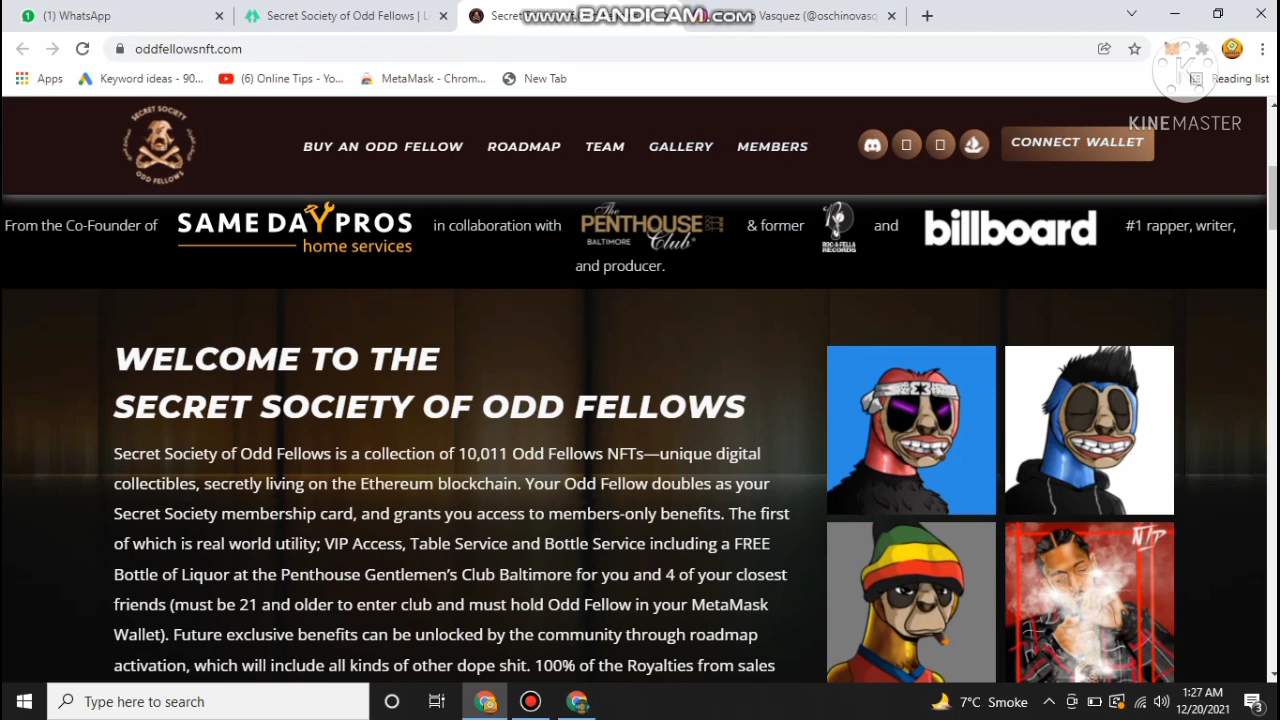 (1) WhatsApp
Secret Society of Odd Fellows | Li
Secre
www.BANDICAM.com
Vasquez (@oschinovasq
oddfellowsnft.com
Apps
Keyword ideas - 90...
(6) Online Tips - Yo...
MetaMask - Chrom...
New Tab
Reading list
KINEMASTER
SECRET SOCIETY
ODD FELLOWS
BUY AN ODD FELLOW
ROADMAP
TEAM
GALLERY
MEMBERS
CONNECT WALLET
From the Co-Founder of SAME DAY PROS home services in collaboration with The PENTHOUSE Club BALTIMORE & former ROC-A-FELLA RECORDS and billboard #1 rapper, writer,
and producer.
WELCOME TO THE
SECRET SOCIETY OF ODD FELLOWS
Secret Society of Odd Fellows is a collection of 10,011 Odd Fellows NFTs—unique digital
collectibles, secretly living on the Ethereum blockchain. Your Odd Fellow doubles as your
Secret Society membership card, and grants you access to members-only benefits. The first
of which is real world utility; VIP Access, Table Service and Bottle Service including a FREE
Bottle of Liquor at the Penthouse Gentlemen's Club Baltimore for you and 4 of your closest
friends (must be 21 and older to enter club and must hold Odd Fellow in your MetaMask
Wallet). Future exclusive benefits can be unlocked by the community through roadmap
activation, which will include all kinds of other dope shit. 100% of the Royalties from sales
Type here to search
7°C Smoke
1:27 AM
12/20/2021
3